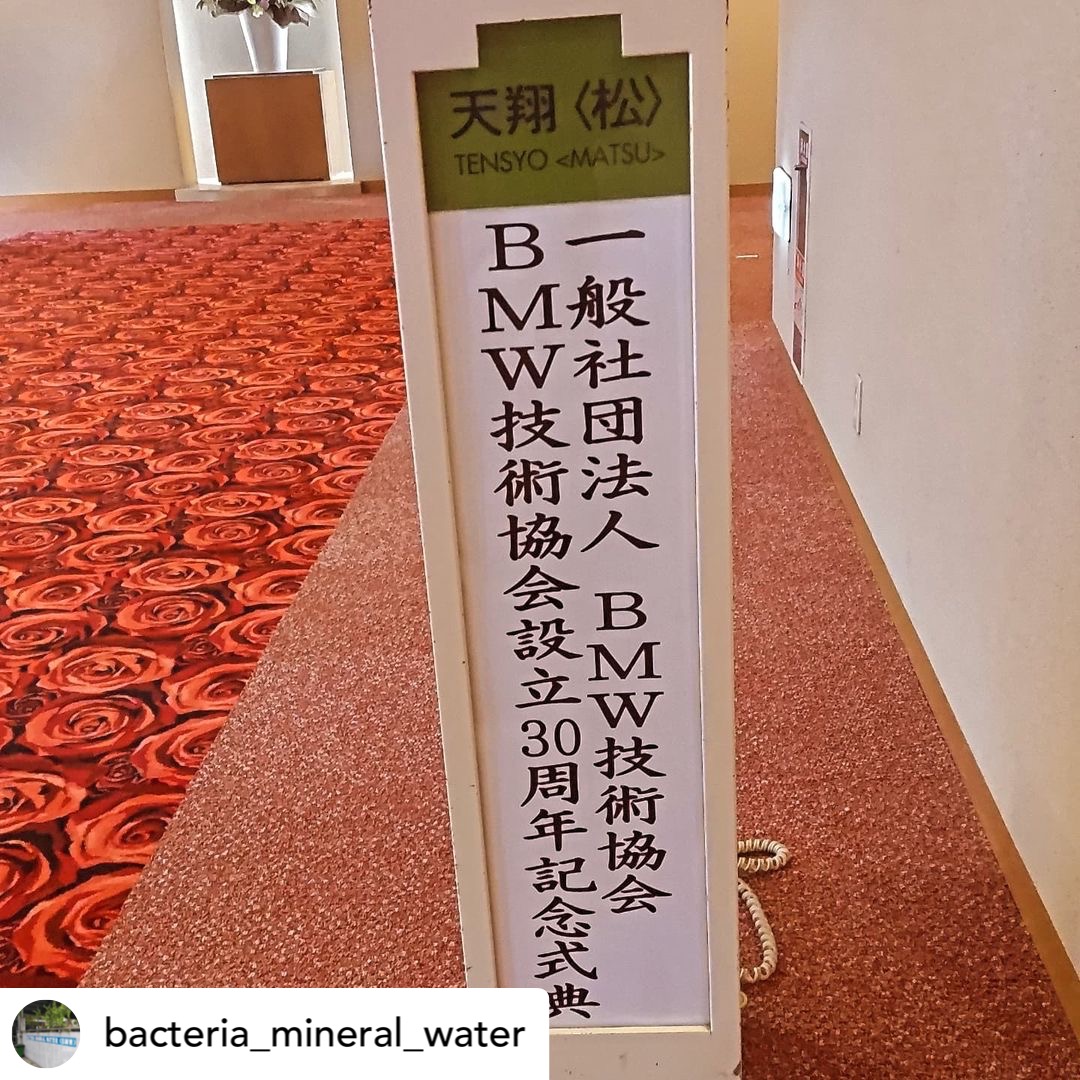 天翔〈松〉
TENSYO <MATSU>
一般社団法人 BMW技術協会
BMW技術協会設立30周年記念式典
bacteria_mineral_water